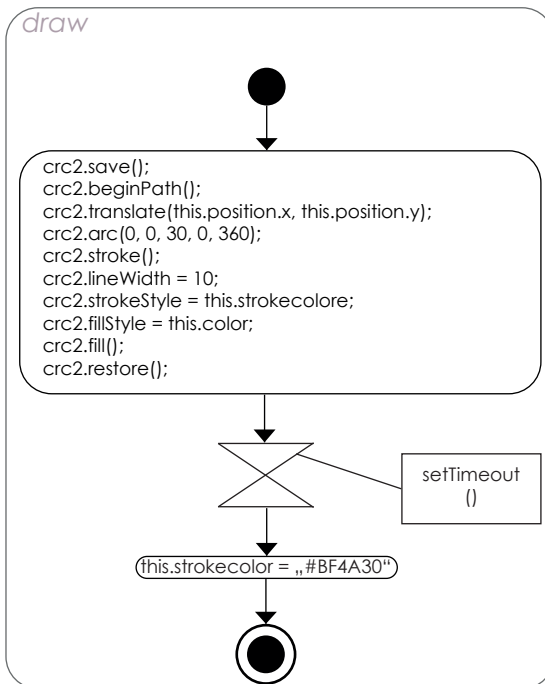 draw
crc2.save();
crc2.beginPath();
crc2.translate(this.position.x, this.position.y);
crc2.arc(0, 0, 30, 0, 360);
crc2.stroke();
crc2.lineWidth = 10;
crc2.strokeStyle = this.strokecolore;
crc2.fillStyle = this.color;
crc2.fill();
crc2.restore();
setTimeout
()
this.strokecolor = „#BF4A30“